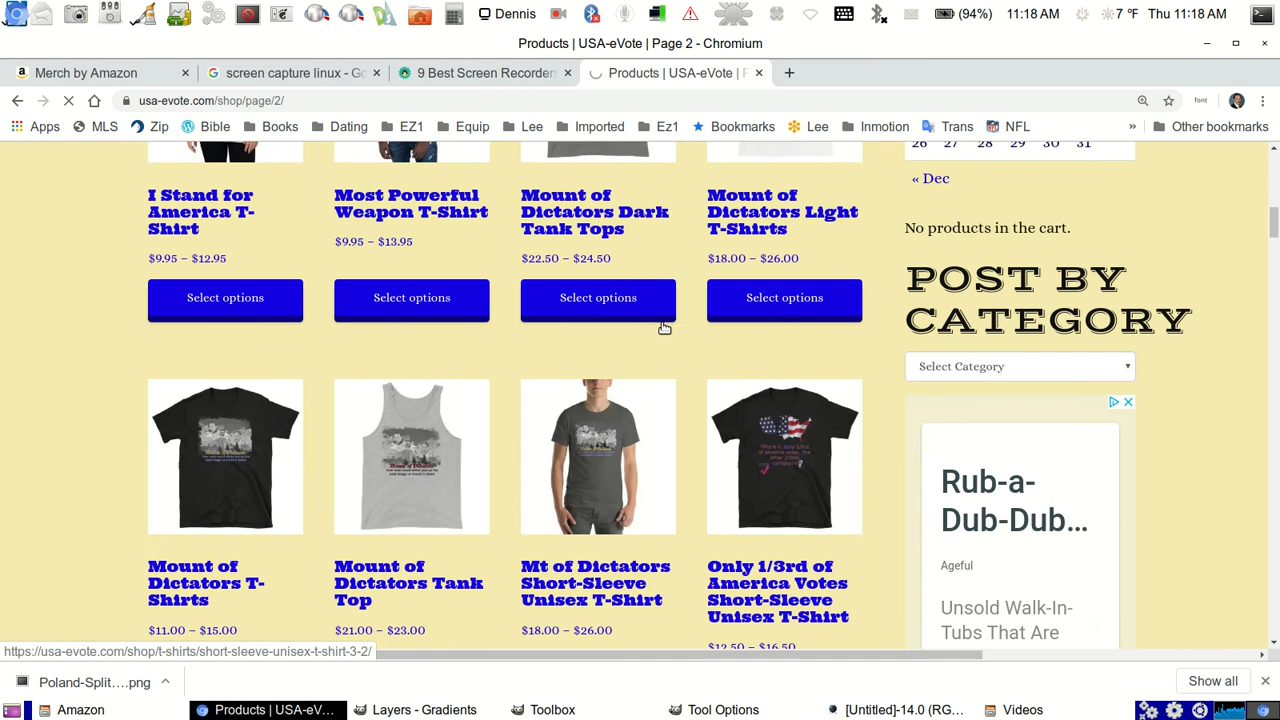 Dennis
(94%)
11:18 AM
7 °F
Thu 11:18 AM
Products | USA-eVote | Page 2 - Chromium
Merch by Amazon
screen capture linux - Go
9 Best Screen Recorders
Products | USA-eVote | P
usa-evote.com/shop/page/2/
font
Apps
MLS
Zip
Bible
Books
Dating
EZ1
Equip
Lee
Imported
Ez1
Bookmarks
Lee
Inmotion
Trans
NFL
»
Other bookmarks
26 27 28 29 30 31
« Dec
No products in the cart.
POST BY
CATEGORY
Select Category
I Stand for
America T-
Shirt
$9.95 – $12.95
Select options
Most Powerful
Weapon T-Shirt
$9.95 – $13.95
Select options
Mount of
Dictators Dark
Tank Tops
$22.50 – $24.50
Select options
Mount of
Dictators Light
T-Shirts
$18.00 – $26.00
Select options
Mount of
Dictators T-
Shirts
$11.00 – $15.00
Mount of
Dictators Tank
Top
$21.00 – $23.00
Mt of Dictators
Short-Sleeve
Unisex T-Shirt
$18.00 – $26.00
Only 1/3rd of
America Votes
Short-Sleeve
Unisex T-Shirt
$12.50 – $16.50
Rub-a-
Dub-Dub…
Ageful
Unsold Walk-In-
Tubs That Are
https://usa-evote.com/shop/t-shirts/short-sleeve-unisex-t-shirt-3-2/
Poland-Split....png
Show all
Amazon
Products | USA-eV...
Layers - Gradients
Toolbox
Tool Options
[Untitled]-14.0 (RG...
Videos